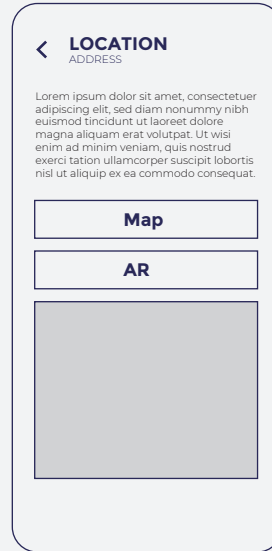 LOCATION
ADDRESS
Lorem ipsum dolor sit amet, consectetuer
adipiscing elit, sed diam nonummy nibh
euismod tincidunt ut laoreet dolore
magna aliquam erat volutpat. Ut wisi
enim ad minim veniam, quis nostrud
exerci tation ullamcorper suscipit lobortis
nisl ut aliquip ex ea commodo consequat.
Map
AR